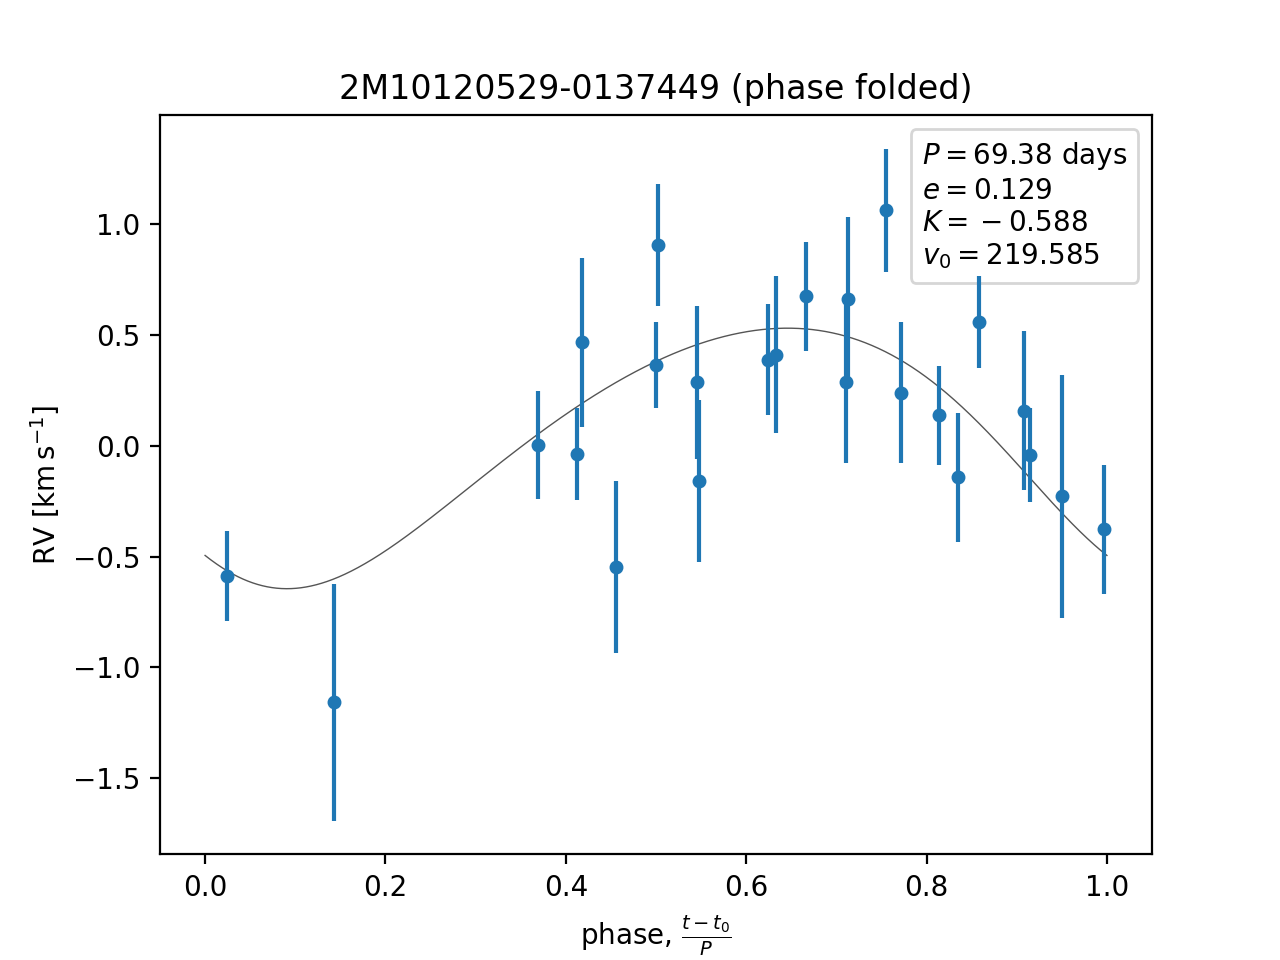 2M10120529-0137449 (phase folded)
P = 69.38 days
e = 0.129
K = −0.588
v₀ = 219.585
1.0
0.5
0.0
−0.5
−1.0
−1.5
RV [km s⁻¹]
0.0 0.2 0.4 0.6 0.8 1.0
phase, (t − t₀)/P